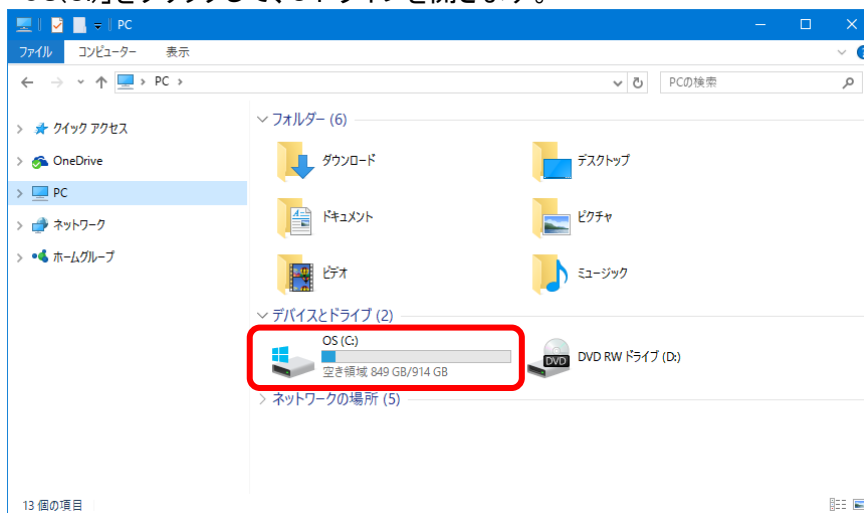 PC
ファイル コンピューター 表示
PC
PCの検索
クイック アクセス
OneDrive
PC
ネットワーク
ホームグループ
フォルダー (6)
ダウンロード
デスクトップ
ドキュメント
ピクチャ
ビデオ
ミュージック
デバイスとドライブ (2)
OS (C:)
空き領域 849 GB/914 GB
DVD
DVD RW ドライブ (D:)
ネットワークの場所 (5)
13 個の項目